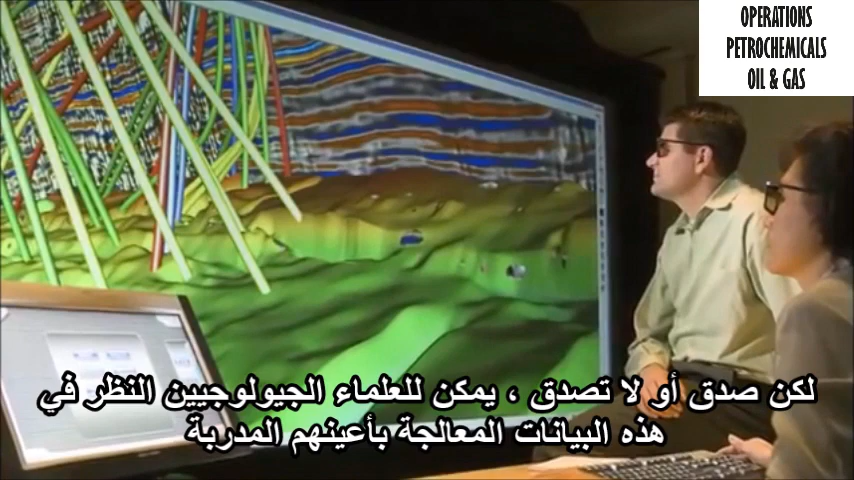 OPERATIONS
PETROCHEMICALS
OIL & GAS
لكن صدق أو لا تصدق ، يمكن للعلماء الجيولوجيين النظر في
هذه البيانات المعالجة بأعينهم المدربة